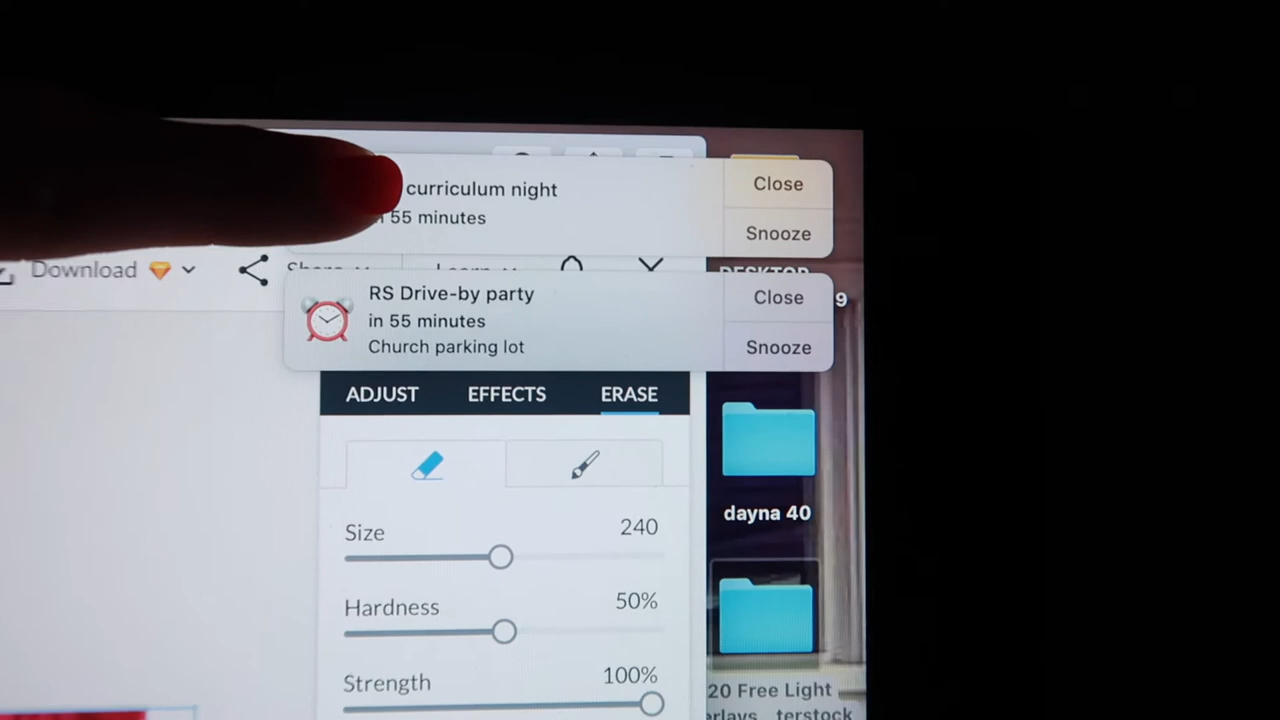 curriculum night
Close
55 minutes
Snooze
Download
RS Drive-by party
in 55 minutes
Church parking lot
Close
Snooze
9
ADJUST
EFFECTS
ERASE
Size
240
Hardness
50%
Strength
100%
dayna 40
20 Free Light